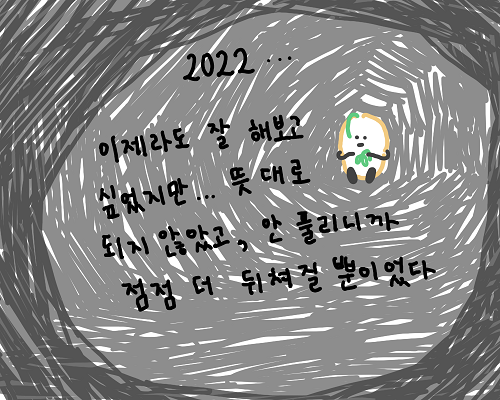 2022...
이제라도 잘 해보고
싶었지만... 뜻대로
되지 않았고, 안 풀리니까
점점 더 뒤쳐질 뿐이었다